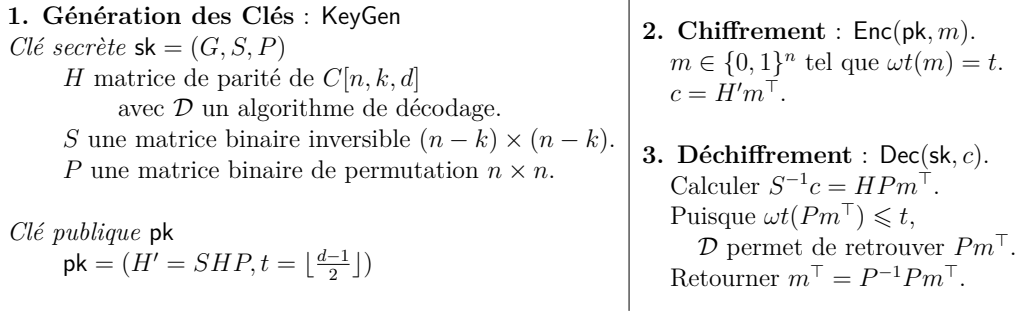 1. Génération des Clés : KeyGen
Clé secrète sk = (G, S, P)
H matrice de parité de C[n, k, d]
avec 𝒟 un algorithme de décodage.
S une matrice binaire inversible (n − k) × (n − k).
P une matrice binaire de permutation n × n.
Clé publique pk
pk = (H′ = SHP, t = ⌊(d−1)/2⌋)
2. Chiffrement : Enc(pk, m).
m ∈ {0, 1}ⁿ tel que ωt(m) = t.
c = H′m⊤.
3. Déchiffrement : Dec(sk, c).
Calculer S⁻¹c = HPm⊤.
Puisque ωt(Pm⊤) ⩽ t,
𝒟 permet de retrouver Pm⊤.
Retourner m⊤ = P⁻¹Pm⊤.